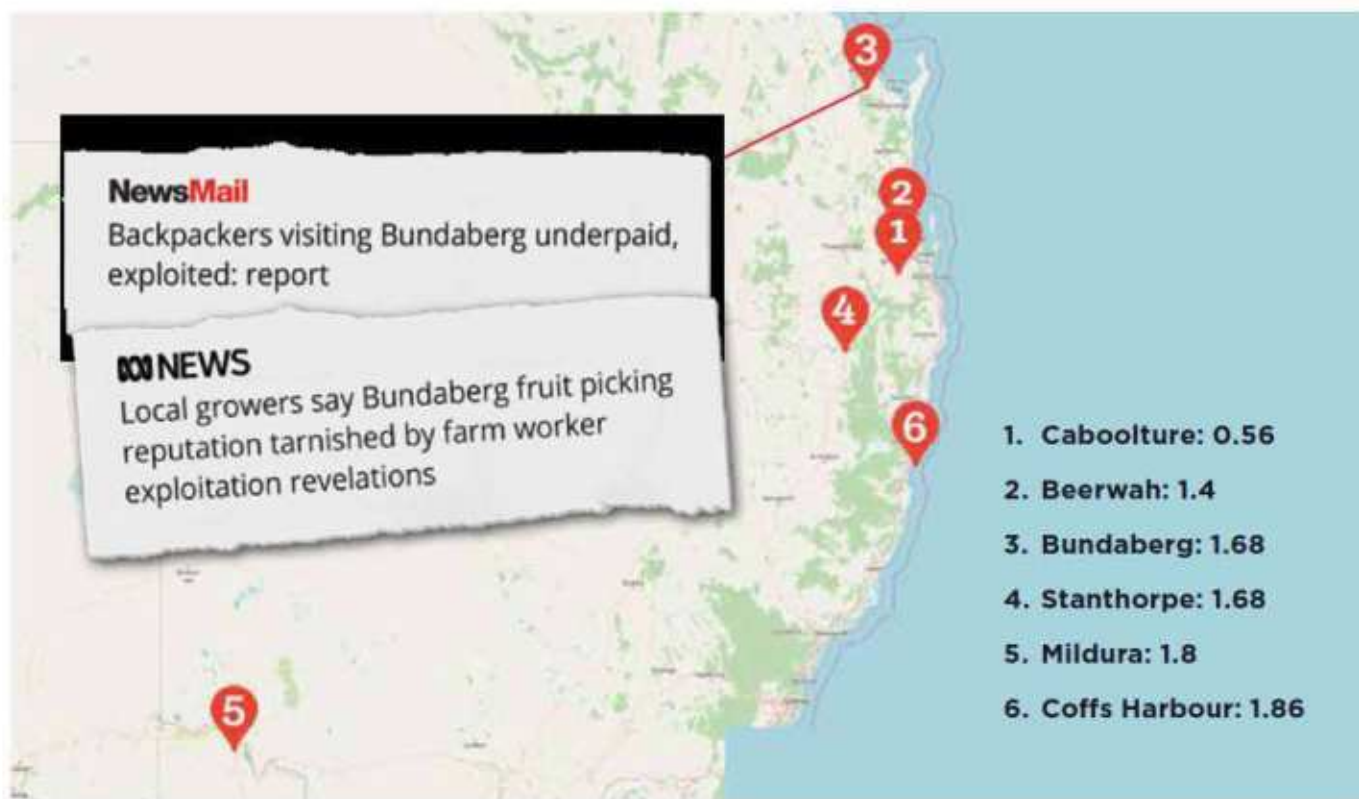 3
2
1
4
6
5
NewsMail
Backpackers visiting Bundaberg underpaid,
exploited: report
NEWS
Local growers say Bundaberg fruit picking
reputation tarnished by farm worker
exploitation revelations
1. Caboolture: 0.56
2. Beerwah: 1.4
3. Bundaberg: 1.68
4. Stanthorpe: 1.68
5. Mildura: 1.8
6. Coffs Harbour: 1.86